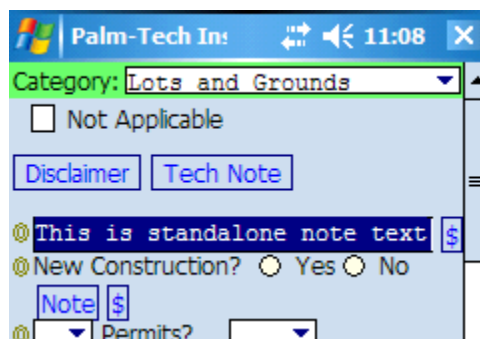 Palm-Tech Ins 11:08
Category: Lots and Grounds
Not Applicable
Disclaimer Tech Note
This is standalone note text $
New Construction? Yes No
Note $
Permits?